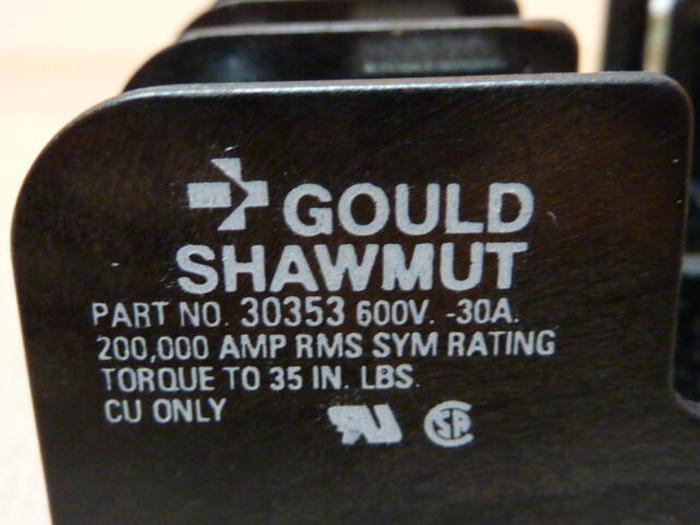 GOULD
SHAWMUT
PART NO. 30353 600V. -30A.
200,000 AMP RMS SYM RATING
TORQUE TO 35 IN. LBS.
CU ONLY